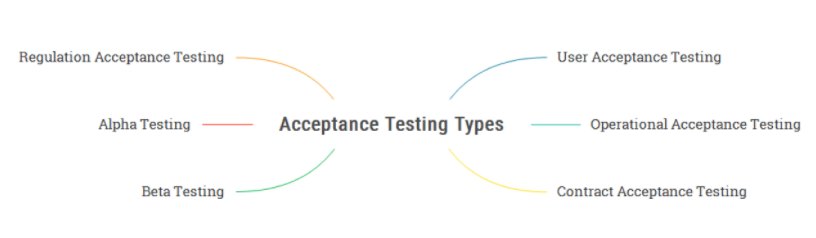 Regulation Acceptance Testing
User Acceptance Testing
Alpha Testing
Acceptance Testing Types
Operational Acceptance Testing
Beta Testing
Contract Acceptance Testing